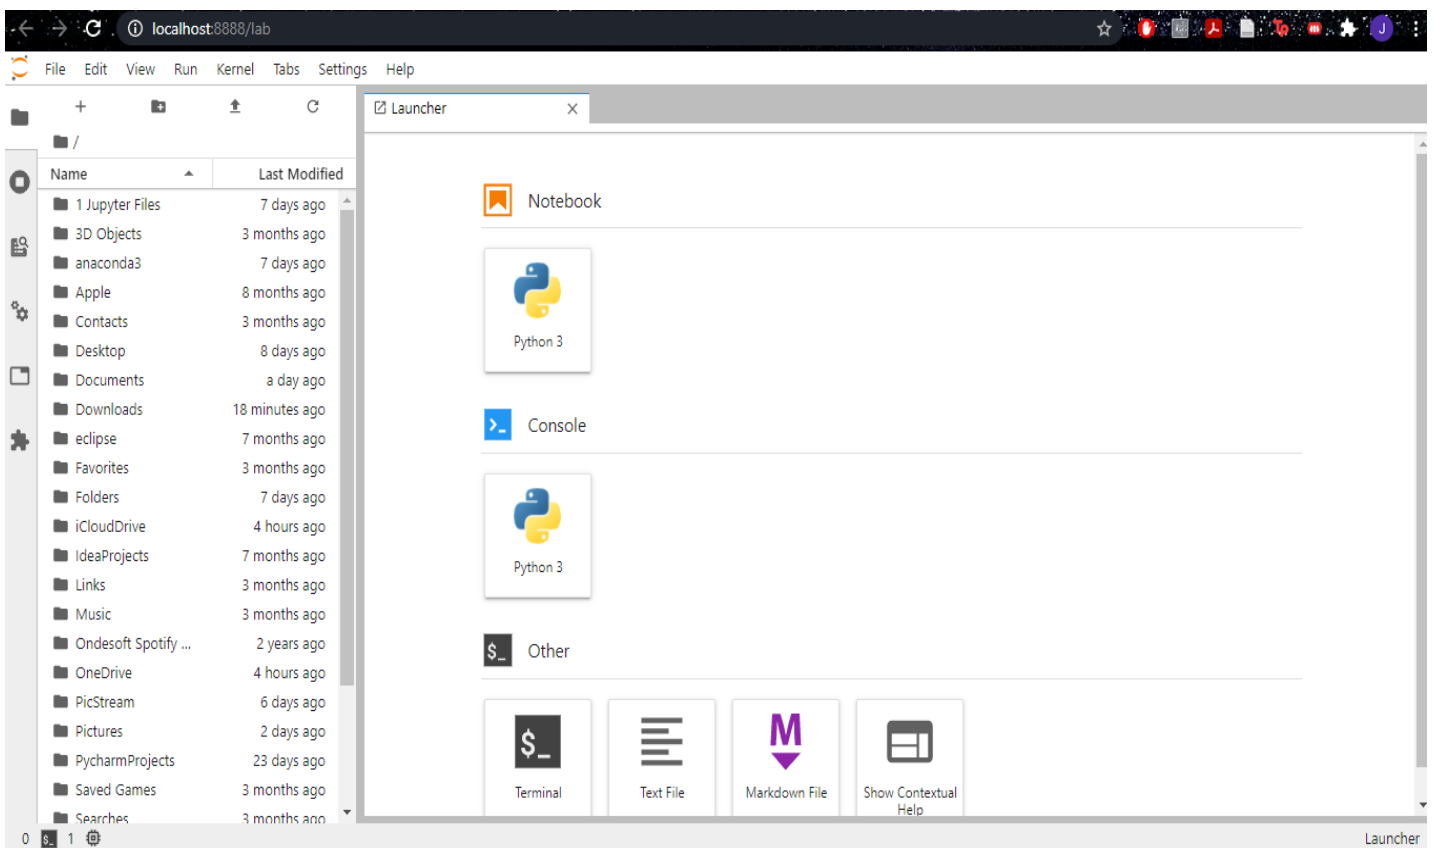 localhost:8888/lab
J
File Edit View Run Kernel Tabs Settings Help
Launcher
/
Name Last Modified
1 Jupyter Files 7 days ago
3D Objects 3 months ago
anaconda3 7 days ago
Apple 8 months ago
Contacts 3 months ago
Desktop 8 days ago
Documents a day ago
Downloads 18 minutes ago
eclipse 7 months ago
Favorites 3 months ago
Folders 7 days ago
iCloudDrive 4 hours ago
IdeaProjects 7 months ago
Links 3 months ago
Music 3 months ago
Ondesoft Spotify ... 2 years ago
OneDrive 4 hours ago
PicStream 6 days ago
Pictures 2 days ago
PycharmProjects 23 days ago
Saved Games 3 months ago
Searches 3 months ago
Notebook
Python 3
Console
Python 3
$_ Other
$_
M
Terminal
Text File
Markdown File
Show Contextual
Help
0 $_ 1
Launcher